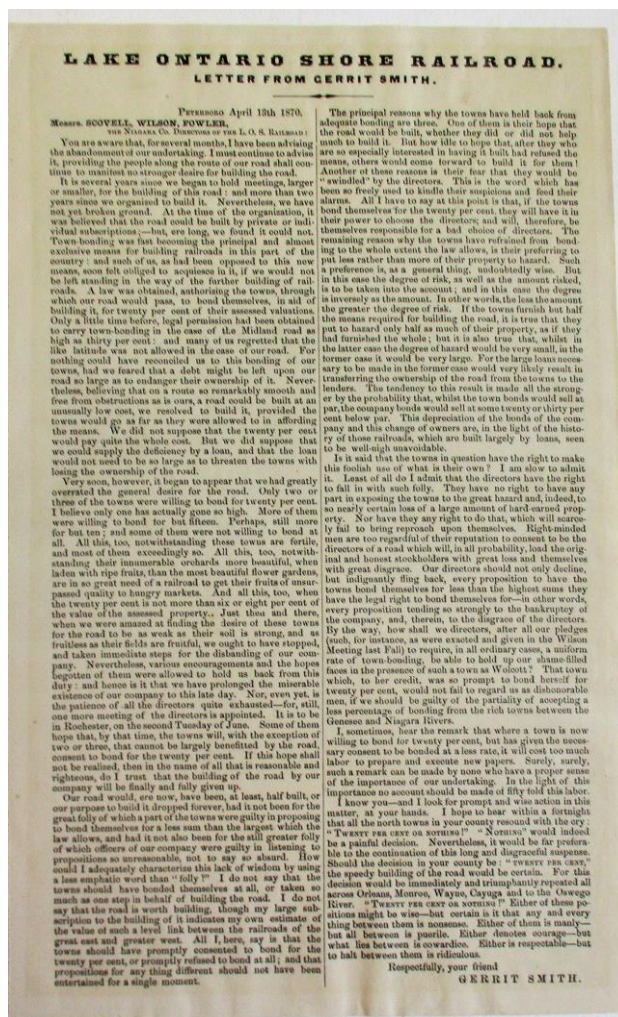 LAKE ONTARIO SHORE RAILROAD.
LETTER FROM GERRIT SMITH.
PETERBORO April 13th 1870.
Messrs. SCOVELL, WILSON, FOWLER,
THE NIAGARA CO. DIRECTORS OF THE L. O. S. RAILROAD:
You are aware that, for several months, I have been advising
the abandonment of our undertaking. I must continue to advise
it, providing the people along the route of our road shall con-
tinue to manifest no stronger desire for building the road.
It is several years since we began to hold meetings, larger
or smaller, for the building of this road: and more than two
years since we organised to build it. Nevertheless, we have
not yet broken ground. At the time of the organization, it
was believed that the road could be built by private or indi-
vidual subscriptions;—but, ere long, we found it could not.
Town-bonding was fast becoming the principal and almost
exclusive means for building railroads in this part of the
country: and such of us, as had been opposed to this new
means, soon felt obliged to acquiesce in it, if we would not
be left standing in the way of the further building of rail-
roads. A law was obtained, authorising the towns, through
which our road would pass, to bond themselves, in aid of
building it, for twenty per cent of their assessed valuations.
Only a little time before, legal permission had been obtained
to carry town-bonding in the case of the Midland road as
high as thirty per cent: and many of us regretted that the
like latitude was not allowed in the case of our road. For
nothing could have reconciled us to this bonding of our
towns, had we feared that a debt might be left upon our
road so large as to endanger their ownership of it. Never-
theless, believing that on a route so remarkably smooth and
free from obstructions as is ours, a road could be built at an
unusually low cost, we resolved to build it, provided the
towns would go as far as they were allowed to in affording
the means. We did not suppose that the twenty per cent
would pay quite the whole cost. But we did suppose that
we could supply the deficiency by a loan, and that the loan
would not need to be so large as to threaten the towns with
losing the ownership of the road.
Very soon, however, it began to appear that we had greatly
overrated the general desire for the road. Only two or
three of the towns were willing to bond for twenty per cent.
I believe only one has actually gone so high. More of them
were willing to bond for but fifteen. Perhaps, still more
for but ten; and some of them were not willing to bond at
all. All this, too, notwithstanding these towns are fertile,
and most of them exceedingly so. All this, too, notwith-
standing their innumerable orchards more beautiful, when
laden with ripe fruits, than the most beautiful flower gardens,
are in so great need of a railroad to get their fruits of unsur-
passed quality to hungry markets. And all this, too, when
the twenty per cent is not more than six or eight per cent of
the value of the assessed property. Just then and there,
when we were amazed at finding the desire of these towns
for the road to be as weak as their soil is strong, and as
fruitless as their fields are fruitful, we ought to have stopped,
and taken immediate steps for the disbanding of our com-
pany. Nevertheless, various encouragements and the hopes
begotten of them were allowed to hold us back from this
duty: and hence is it that we have prolonged the miserable
existence of our company to this late day. Nor, even yet, is
the patience of all the directors quite exhausted—for, still,
one more meeting of the directors is appointed. It is to be
in Rochester, on the second Tuesday of June. Some of them
hope that, by that time, the towns will, with the exception of
two or three, that cannot be largely benefitted by the road,
consent to bond for the twenty per cent. If this hope shall
not be realised, then in the name of all that is reasonable and
righteous, do I trust that the building of the road by our
company will be finally and fully given up.
Our road would, ere now, have been, at least, half built, or
our purpose to build it dropped forever, had it not been for the
great folly of which a part of the towns were guilty in proposing
to bond themselves for a less sum than the largest which the
law allows, and had it not also been for the still greater folly
of which officers of our company were guilty in listening to
propositions so unreasonable, not to say so absurd. How
could I adequately characterize this lack of wisdom by using
a less emphatic word than "folly?" I do not say that the
towns should have bonded themselves at all, or taken so
much as one step in behalf of building the road. I do not
say that the road is worth building, though my large sub-
scription to the building of it indicates my own estimate of
the value of such a level link between the railroads of the
great east and greater west. All I, here, say is that the
towns should have promptly consented to bond for the
twenty per cent, or promptly refused to bond at all; and that
propositions for any thing different should not have been
entertained for a single moment.
The principal reasons why the towns have held back from
adequate bonding are three. One of them is their hope that
the road would be built, whether they did or did not help
much to build it. But how idle to hope that, after they who
are so especially interested in having it built had refused the
means, others would come forward to build it for them!
Another of these reasons is their fear that they would be
"swindled" by the directors. This is the word which has
been so freely used to kindle their suspicions and feed their
alarms. All I have to say at this point is that, if the towns
bond themselves for the twenty per cent, they will have it in
their power to choose the directors; and will, therefore, be
themselves responsible for a bad choice of directors. The
remaining reason why the towns have refrained from bond-
ing to the whole extent the law allows, is their preferring to
put less rather than more of their property to hazard. Such
a preference is, as a general thing, undoubtedly wise. But
in this case the degree of risk, as well as the amount risked,
is to be taken into the account; and in this case the degree
is inversely as the amount. In other words, the less the amount
the greater the degree of risk. If the towns furnish but half
the means required for building the road, it is true that they
put to hazard only half as much of their property, as if they
had furnished the whole; but it is also true that, whilst in
the latter case the degree of hazard would be very small, in the
former case it would be very large. For the large loans neces-
sary to be made in the former case would very likely result in
transferring the ownership of the road from the towns to the
lenders. The tendency to this result is made all the strong-
er by the probability that, whilst the town bonds would sell at
par, the company bonds would sell at some twenty or thirty per
cent below par. This depreciation of the bonds of the com-
pany and this change of owners are, in the light of the histo-
ry of those railroads, which are built largely by loans, seen
to be well-nigh unavoidable.
Is it said that the towns in question have the right to make
this foolish use of what is their own? I am slow to admit
it. Least of all do I admit that the directors have the right
to fall in with such folly. They have no right to have any
part in exposing the towns to the great hazard and, indeed, to
so nearly certain loss of a large amount of hard-earned prop-
erty. Nor have they any right to do that, which will scarce-
ly fail to bring reproach upon themselves. Right-minded
men are too regardful of their reputation to consent to be the
directors of a road which will, in all probability, load the orig-
inal and honest stockholders with great loss and themselves
with great disgrace. Our directors should not only decline,
but indignantly fling back, every proposition to have the
towns bond themselves for less than the highest sums they
have the legal right to bond themselves for—in other words,
every proposition tending so strongly to the bankruptcy of
the company, and, therein, to the disgrace of the directors.
By the way, how shall we directors, after all our pledges
(such, for instance, as were exacted and given in the Wilson
Meeting last Fall) to require, in all ordinary cases, a uniform
rate of town-bonding, be able to hold up our shame-filled
faces in the presence of such a town as Wolcott? That town
which, to her credit, was so prompt to bond herself for
twenty per cent, would not fail to regard us as dishonorable
men, if we should be guilty of the partiality of accepting a
less percentage of bonding from the rich towns between the
Genesee and Niagara Rivers.
I, sometimes, hear the remark that where a town is now
willing to bond for twenty per cent, but has given the neces-
sary consent to be bonded at a less rate, it will cost too much
labor to prepare and execute new papers. Surely, surely,
such a remark can be made by none who have a proper sense
of the importance of our undertaking. In the light of this
importance no account should be made of fifty told this labor.
I know you—and I look for prompt and wise action in this
matter, at your hands. I hope to hear within a fortnight
that all the north towns in your county resound with the cry:
"TWENTY PER CENT OR NOTHING!" "NOTHING" would indeed
be a painful decision. Nevertheless, it would be far prefera-
ble to the continuation of this long and disgraceful suspense.
Should the decision in your county be: "TWENTY PER CENT,"
the speedy building of the road would be certain. For this
decision would be immediately and triumphantly repeated all
across Orleans, Monroe, Wayne, Cayuga and to the Oswego
River. "TWENTY PER CENT OR NOTHING!" Either of these po-
sitions might be wise—but certain is it that any and every
thing between them is nonsense. Either of them is manly—
but all between is puerile. Either denotes courage—but
what lies between is cowardice. Either is respectable—but
to halt between them is ridiculous.
Respectfully, your friend
GERRIT SMITH.